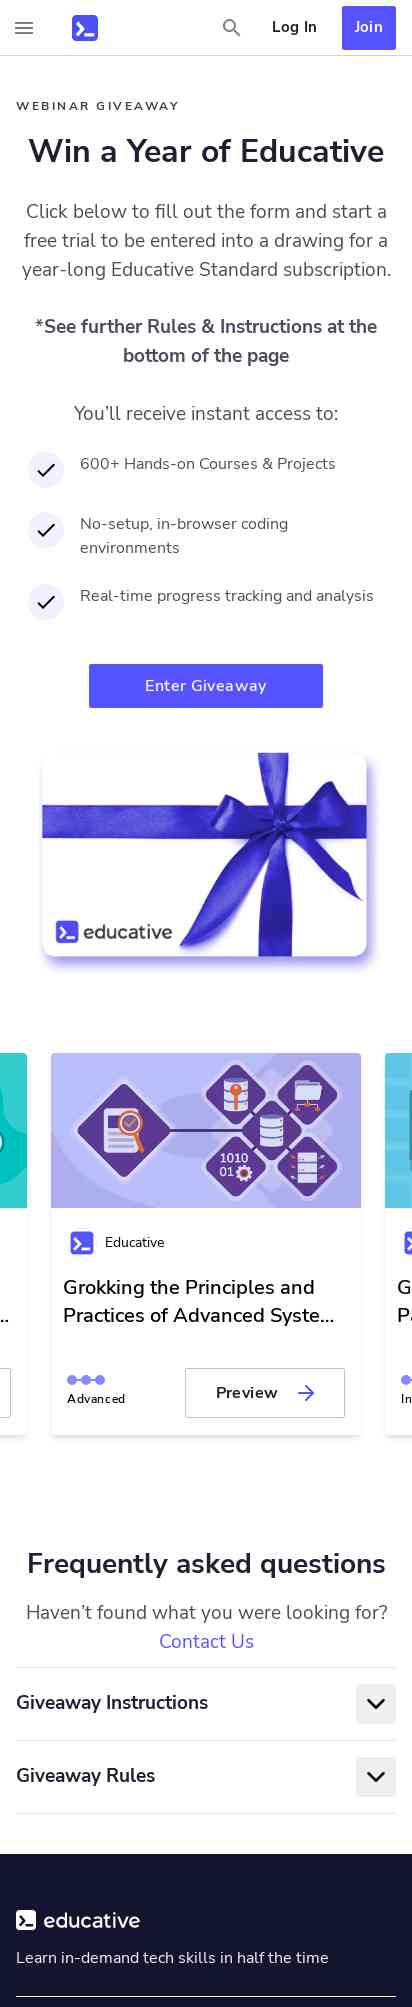 Log In
Join
WEBINAR GIVEAWAY
Win a Year of Educative
Click below to fill out the form and start a
free trial to be entered into a drawing for a
year-long Educative Standard subscription.
*See further Rules & Instructions at the
bottom of the page
You’ll receive instant access to:
600+ Hands-on Courses & Projects
No-setup, in-browser coding
environments
Real-time progress tracking and analysis
Enter Giveaway
educative
1010
01
Educative
Grokking the Principles and
Practices of Advanced Syste...
Advanced
Preview
Frequently asked questions
Haven’t found what you were looking for?
Contact Us
Giveaway Instructions
Giveaway Rules
educative
Learn in-demand tech skills in half the time